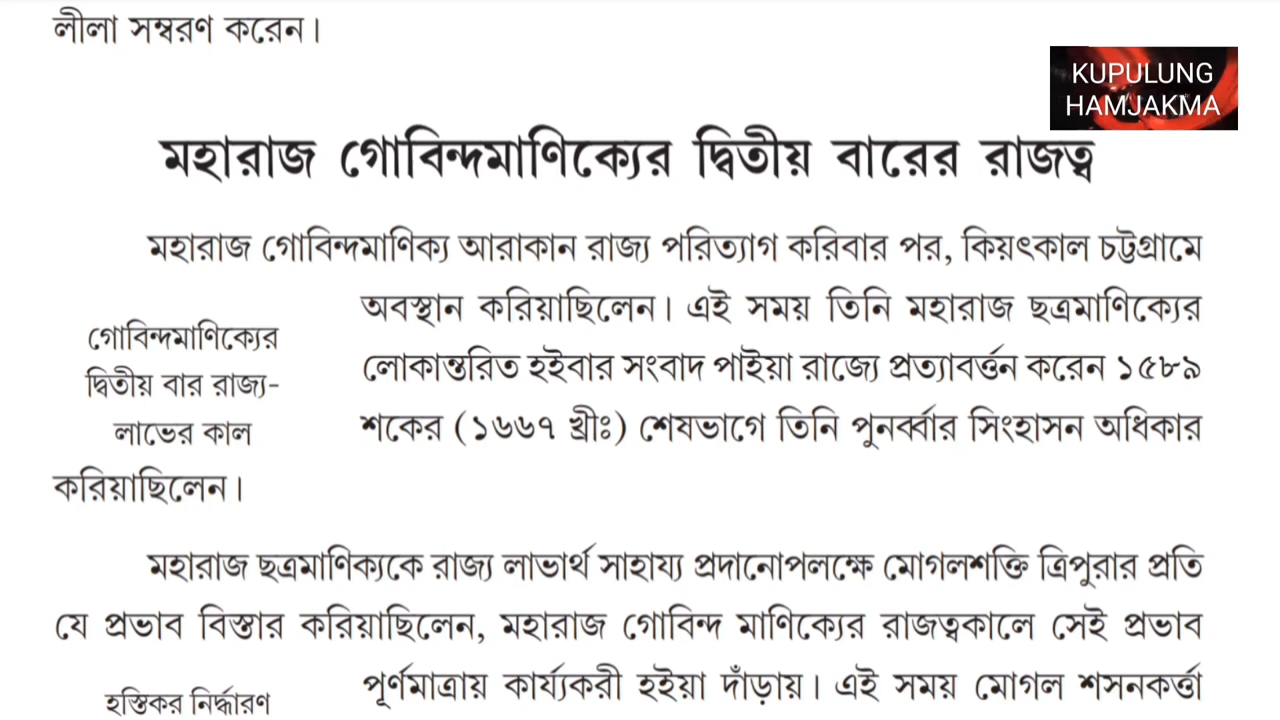 লীলা সম্বরণ করেন।
KUPULUNG
HAMJAKMA
মহারাজ গোবিন্দমাণিক্যের দ্বিতীয় বারের রাজত্ব
মহারাজ গোবিন্দমাণিক্য আরাকান রাজ্য পরিত্যাগ করিবার পর, কিয়ৎকাল চট্টগ্রামে
অবস্থান করিয়াছিলেন। এই সময় তিনি মহারাজ ছত্রমাণিক্যের
গোবিন্দমাণিক্যের
দ্বিতীয় বার রাজ্য-
লাভের কাল
লোকান্তরিত হইবার সংবাদ পাইয়া রাজ্যে প্রত্যাবর্ত্তন করেন ১৫৮৯
শকের (১৬৬৭ খ্রীঃ) শেষভাগে তিনি পুনর্ব্বার সিংহাসন অধিকার
করিয়াছিলেন।
মহারাজ ছত্রমাণিক্যকে রাজ্য লাভার্থ সাহায্য প্রদানোপলক্ষে মোগলশক্তি ত্রিপুরার প্রতি
যে প্রভাব বিস্তার করিয়াছিলেন, মহারাজ গোবিন্দ মাণিক্যের রাজত্বকালে সেই প্রভাব
পূর্ণমাত্রায় কার্য্যকরী হইয়া দাঁড়ায়। এই সময় মোগল শসনকর্ত্তা
হস্তিকর নির্দ্ধারণ